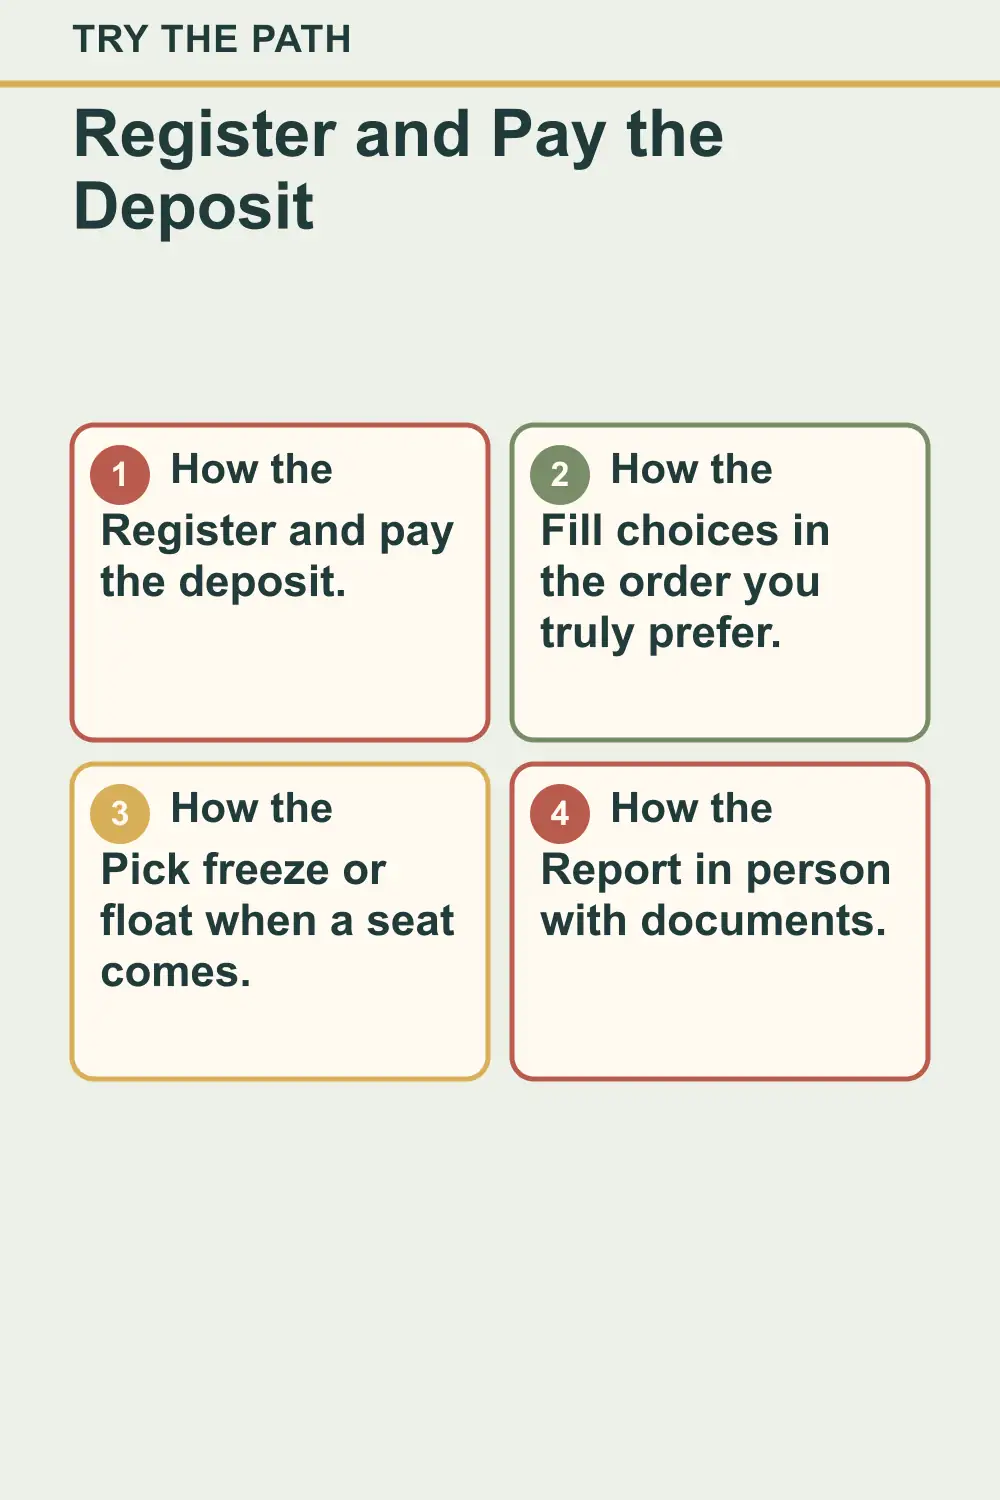 TRY THE PATH
Register and Pay the
Deposit
1 How the
Register and pay
the deposit.
2 How the
Fill choices in
the order you
truly prefer.
3 How the
Pick freeze or
float when a seat
comes.
4 How the
Report in person
with documents.